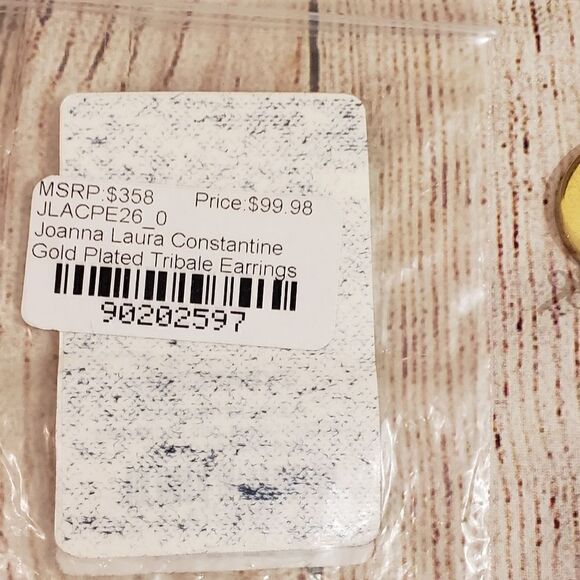 MSRP:$358 Price:$99.98
JLACPE26_0
Joanna Laura Constantine
Gold Plated Tribale Earrings
90202597